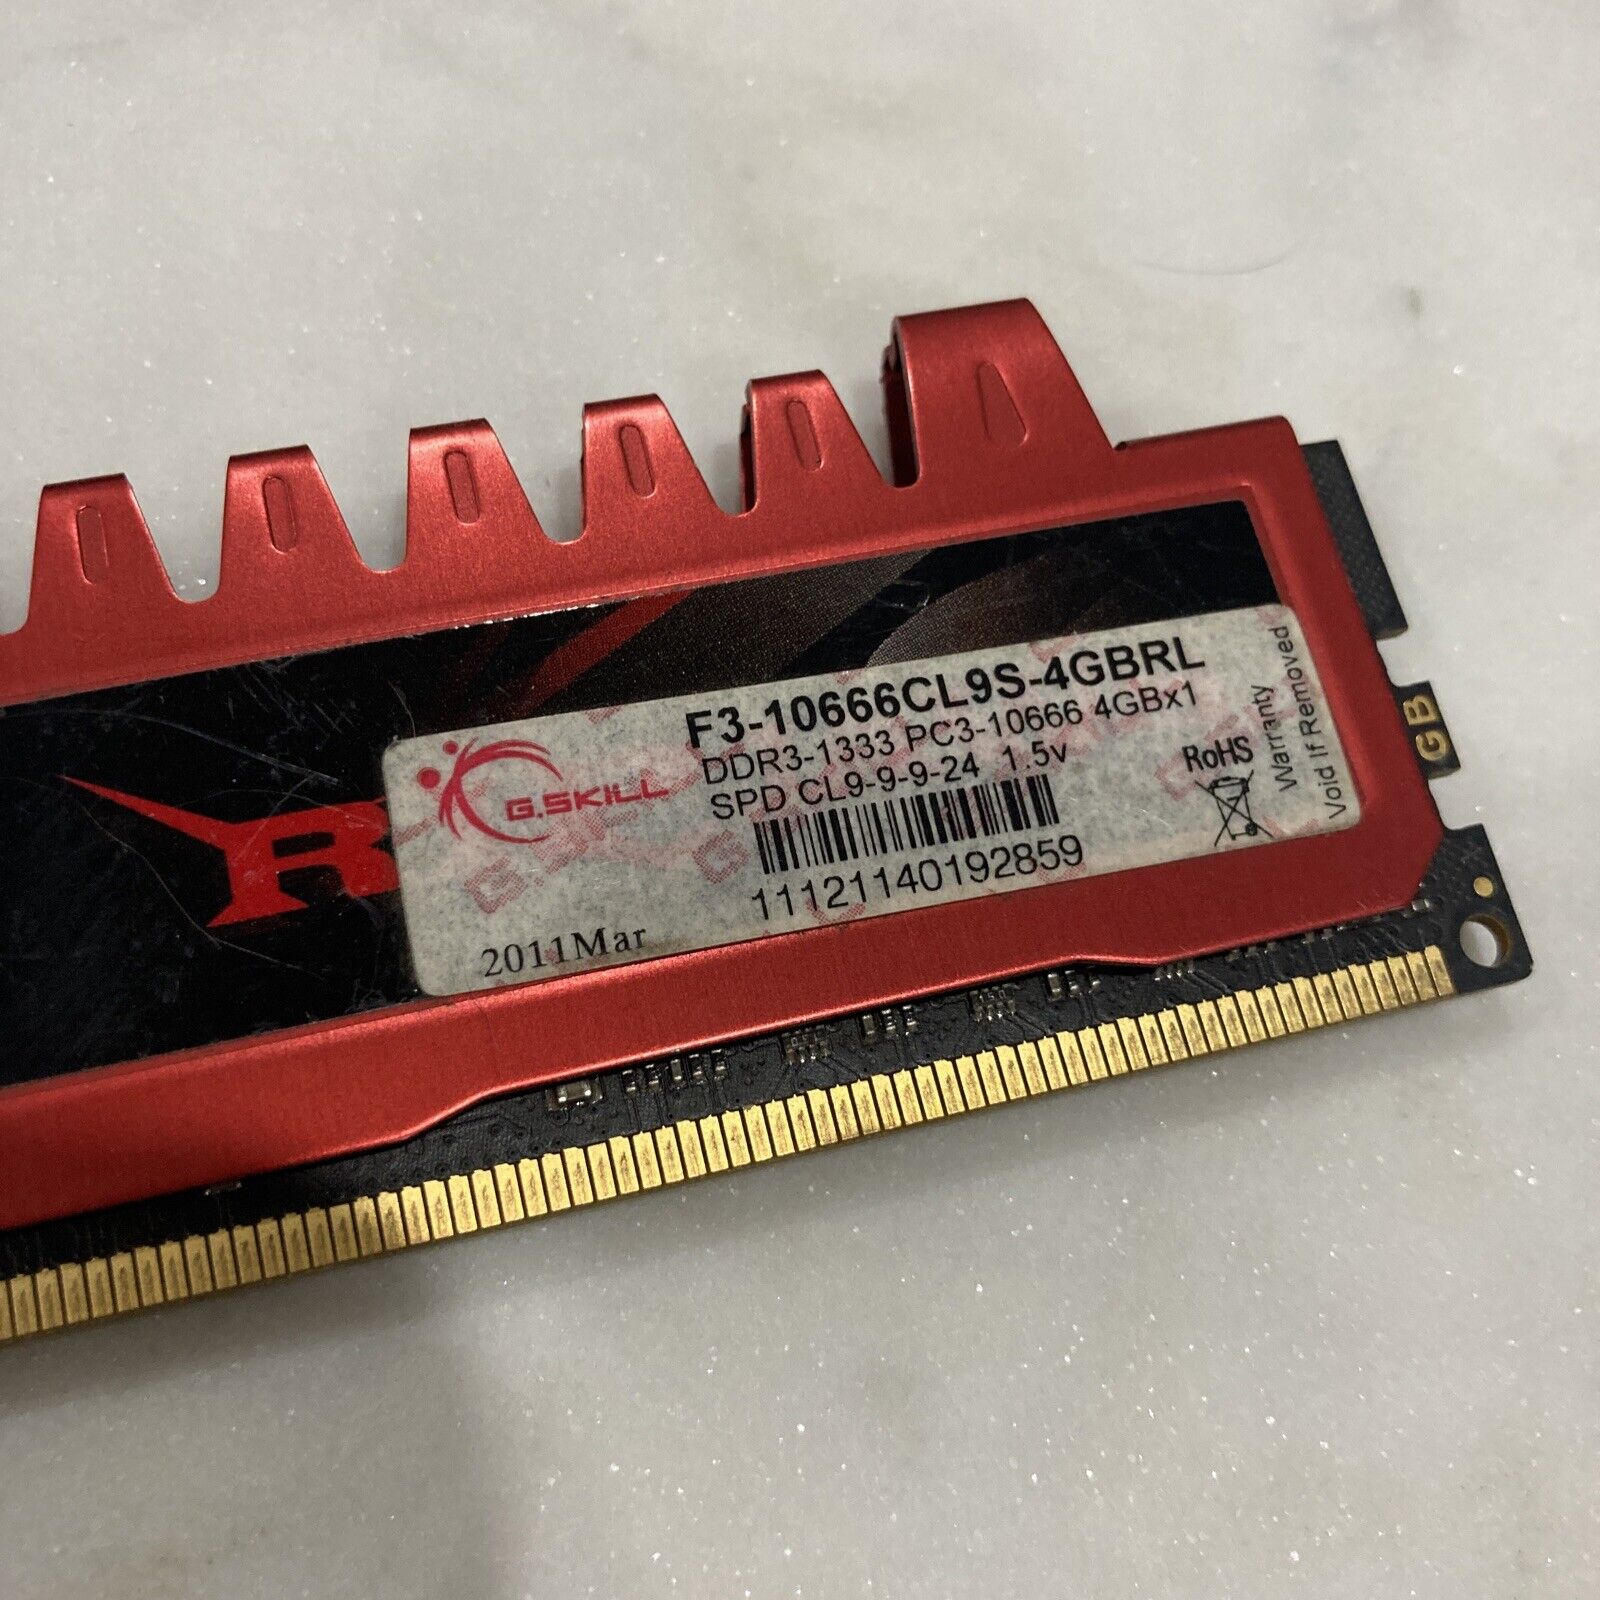 F3-10666CL9S-4GBRL
DDR3-1333 PC3-10666 4GBx1
SPD CL9-9-9-24 1.5v
G.SKILL
11121140192859
2011Mar
RoHS
Warranty
Void If Removed
R
GB